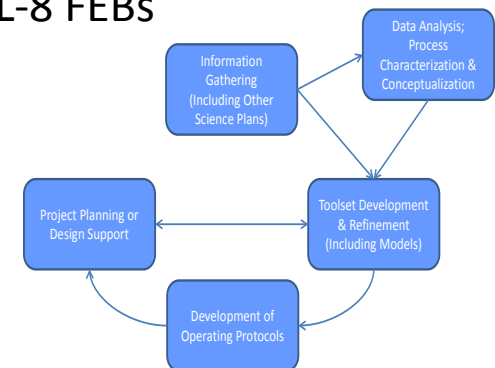 L-8 FEBs
Data Analysis;
Process
Characterization &
Conceptualization
Information
Gathering
(Including Other
Science Plans)
Toolset Development
& Refinement
(Including Models)
Project Planning or
Design Support
Development of
Operating Protocols